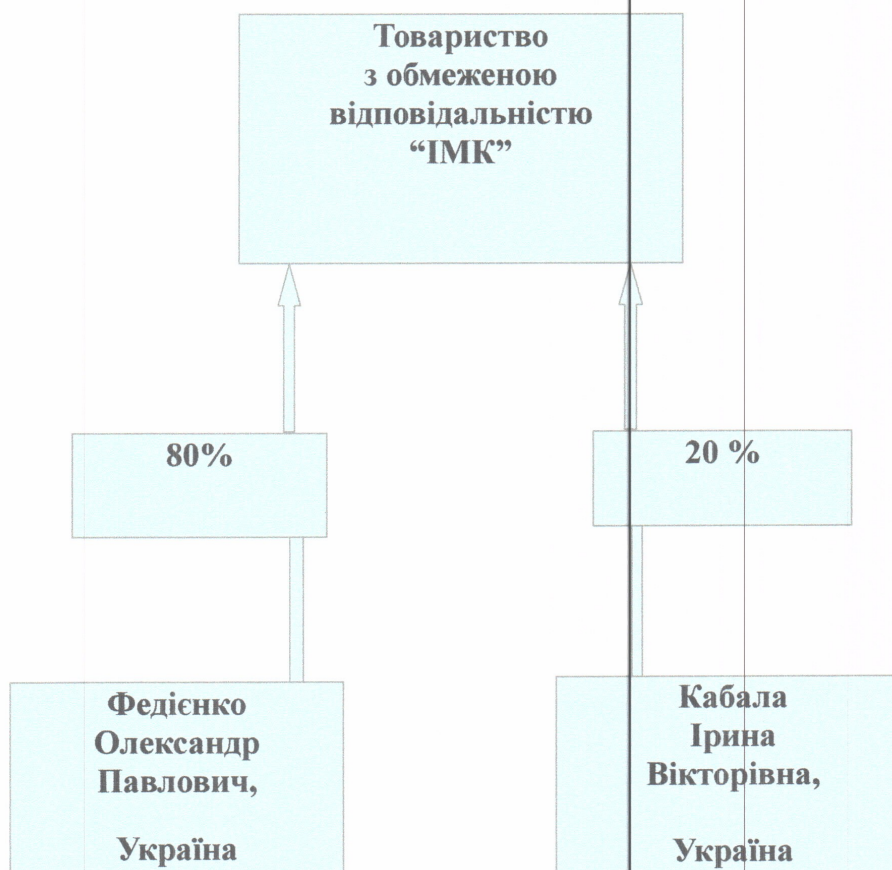 Товариство
з обмеженою
відповідальністю
“ІМК”
80%
20 %
Федієнко
Олександр
Павлович,
Україна
Кабала
Ірина
Вікторівна,
Україна